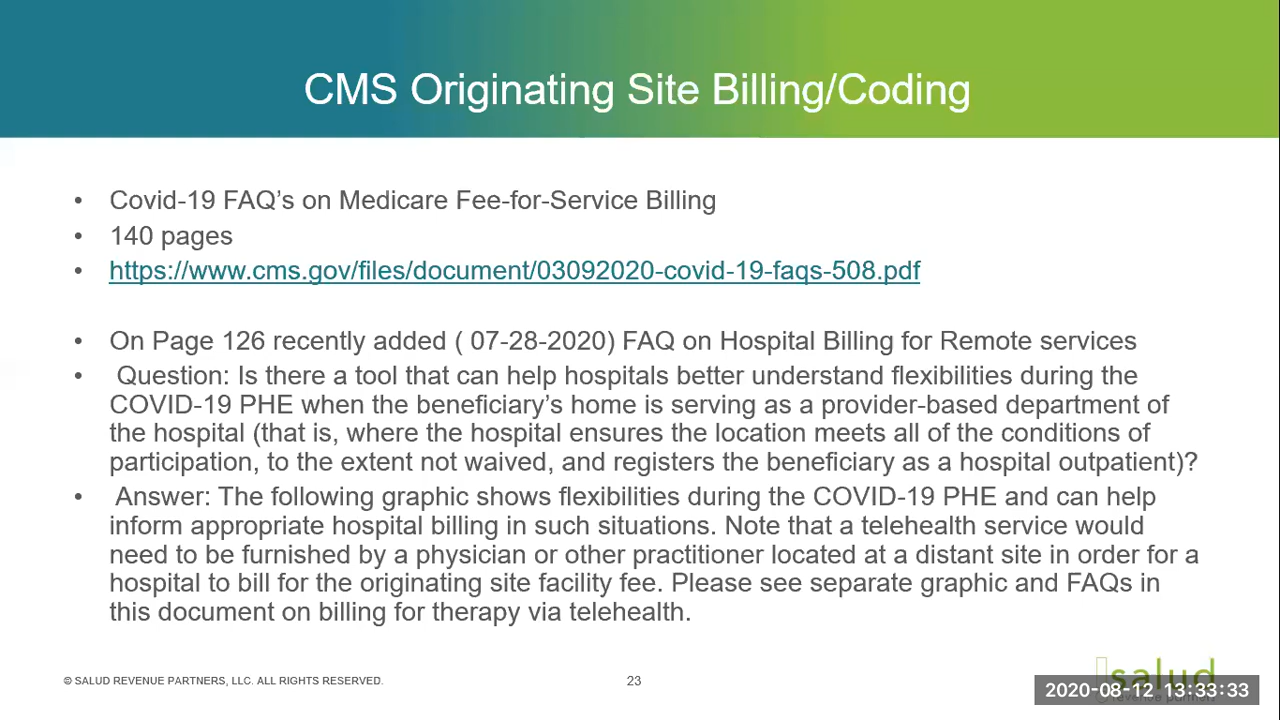 CMS Originating Site Billing/Coding
• Covid-19 FAQ’s on Medicare Fee-for-Service Billing
• 140 pages
• https://www.cms.gov/files/document/03092020-covid-19-faqs-508.pdf
• On Page 126 recently added ( 07-28-2020) FAQ on Hospital Billing for Remote services
• Question: Is there a tool that can help hospitals better understand flexibilities during the
COVID-19 PHE when the beneficiary’s home is serving as a provider-based department of
the hospital (that is, where the hospital ensures the location meets all of the conditions of
participation, to the extent not waived, and registers the beneficiary as a hospital outpatient)?
• Answer: The following graphic shows flexibilities during the COVID-19 PHE and can help
inform appropriate hospital billing in such situations. Note that a telehealth service would
need to be furnished by a physician or other practitioner located at a distant site in order for a
hospital to bill for the originating site facility fee. Please see separate graphic and FAQs in
this document on billing for therapy via telehealth.
© SALUD REVENUE PARTNERS, LLC. ALL RIGHTS RESERVED.
23
salud
2020-08-12 13:33:33